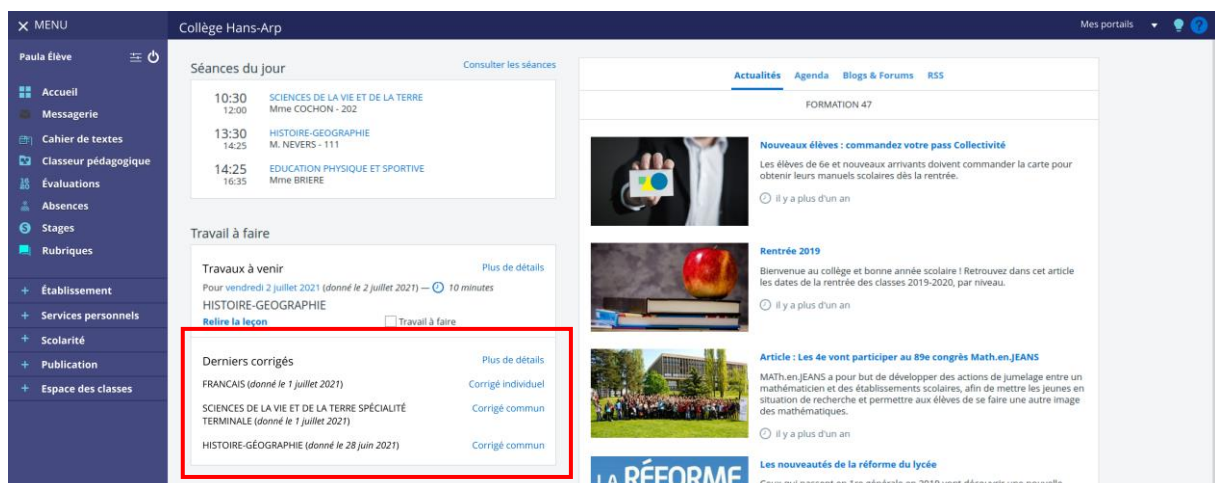 MENU
Collège Hans-Arp
Mes portails
Paula Élève
Accueil
Messagerie
Cahier de textes
Classeur pédagogique
Évaluations
Absences
Stages
Rubriques
+ Établissement
+ Services personnels
+ Scolarité
+ Publication
+ Espace des classes
Séances du jour
Consulter les séances
10:30 SCIENCES DE LA VIE ET DE LA TERRE
12:00 Mme COCHON - 202
13:30 HISTOIRE-GEOGRAPHIE
14:25 M. NEVERS - 111
14:25 EDUCATION PHYSIQUE ET SPORTIVE
16:35 Mme BRIERE
Travail à faire
Travaux à venir
Plus de détails
Pour vendredi 2 juillet 2021 (donné le 2 juillet 2021) — 10 minutes
HISTOIRE-GEOGRAPHIE
Relire la leçon
Travail à faire
Derniers corrigés
Plus de détails
FRANCAIS (donné le 1 juillet 2021)
Corrigé individuel
SCIENCES DE LA VIE ET DE LA TERRE SPÉCIALITÉ
TERMINALE (donné le 1 juillet 2021)
Corrigé commun
HISTOIRE-GÉOGRAPHIE (donné le 28 juin 2021)
Corrigé commun
Actualités Agenda Blogs & Forums RSS
FORMATION 47
Nouveaux élèves : commandez votre pass Collectivité
Les élèves de 6e et nouveaux arrivants doivent commander la carte pour
obtenir leurs manuels scolaires dès la rentrée.
il y a plus d'un an
Rentrée 2019
Bienvenue au collège et bonne année scolaire ! Retrouvez dans cet article
les dates de la rentrée des classes 2019-2020, par niveau.
il y a plus d'un an
Article : Les 4e vont participer au 89e congrès Math.en.JEANS
MATh.en.JEANS a pour but de développer des actions de jumelage entre un
mathématicien et des établissements scolaires, afin de mettre les jeunes en
situation de recherche et permettre aux élèves de se faire une autre image
des mathématiques.
il y a plus d'un an
LA RÉFORME
Les nouveautés de la réforme du lycée